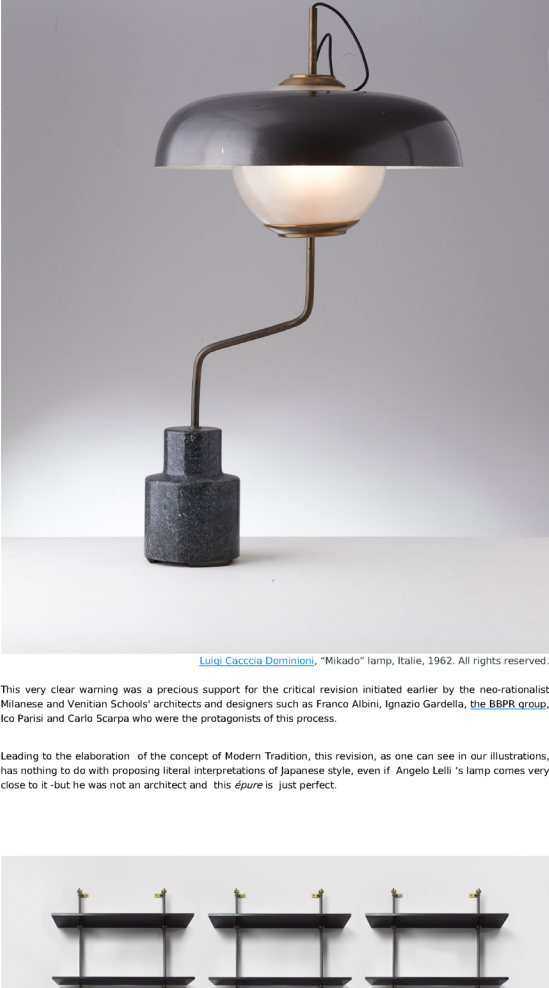 Luigi Cacccia Dominioni, “Mikado” lamp, Italie, 1962. All rights reserved.
This very clear warning was a precious support for the critical revision initiated earlier by the neo-rationalist
Milanese and Venitian Schools' architects and designers such as Franco Albini, Ignazio Gardella, the BBPR group,
Ico Parisi and Carlo Scarpa who were the protagonists of this process.
Leading to the elaboration of the concept of Modern Tradition, this revision, as one can see in our illustrations,
has nothing to do with proposing literal interpretations of Japanese style, even if Angelo Lelli ‘s lamp comes very
close to it -but he was not an architect and this épure is just perfect.